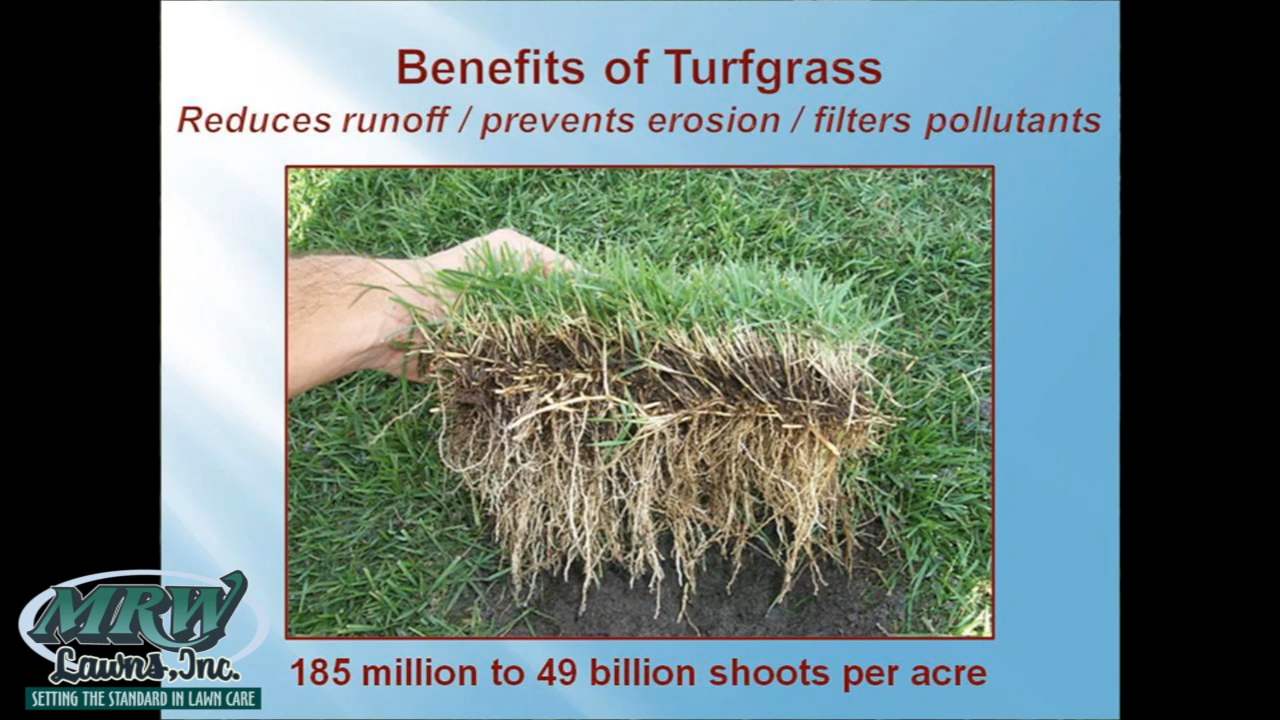 Benefits of Turfgrass
Reduces runoff / prevents erosion / filters pollutants
185 million to 49 billion shoots per acre
MRW
Lawns, Inc.
SETTING THE STANDARD IN LAWN CARE